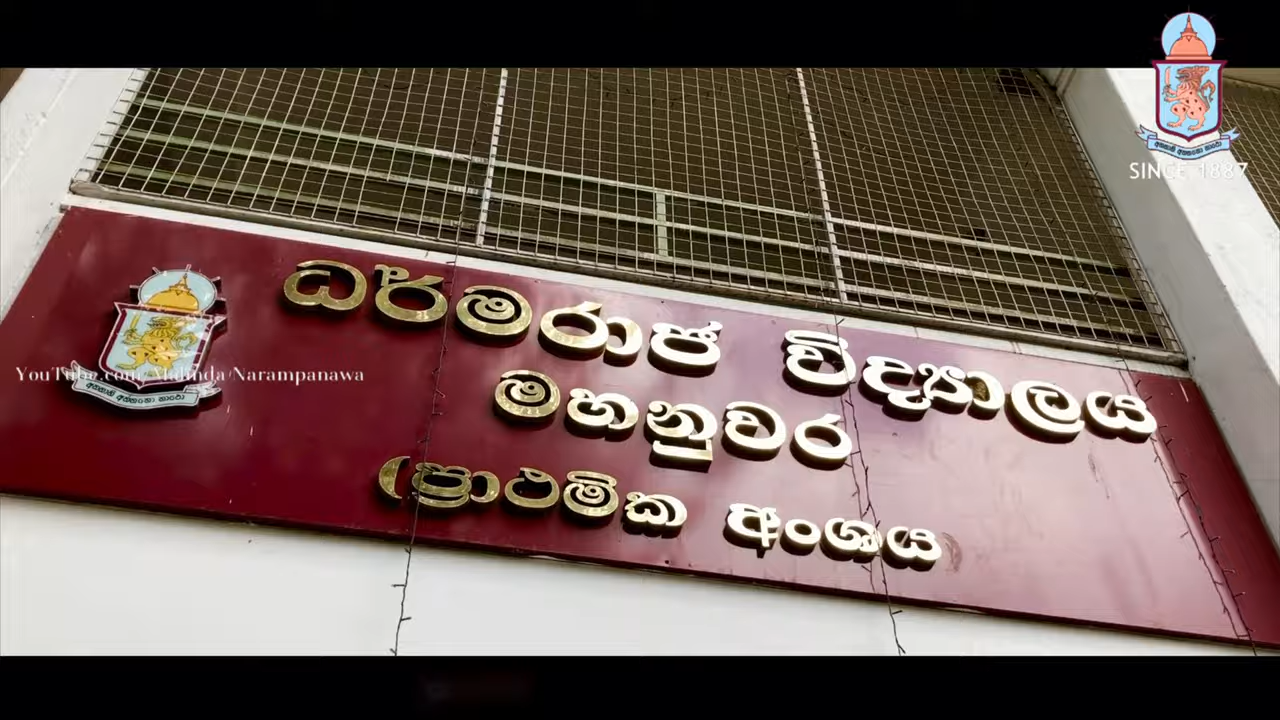 SINCE 1887
ධර්මරාජ විද්‍යාලය
YouTube.com/Mahinda Narampanawa
මහනුවර
(ප්‍රාථමික අංශය